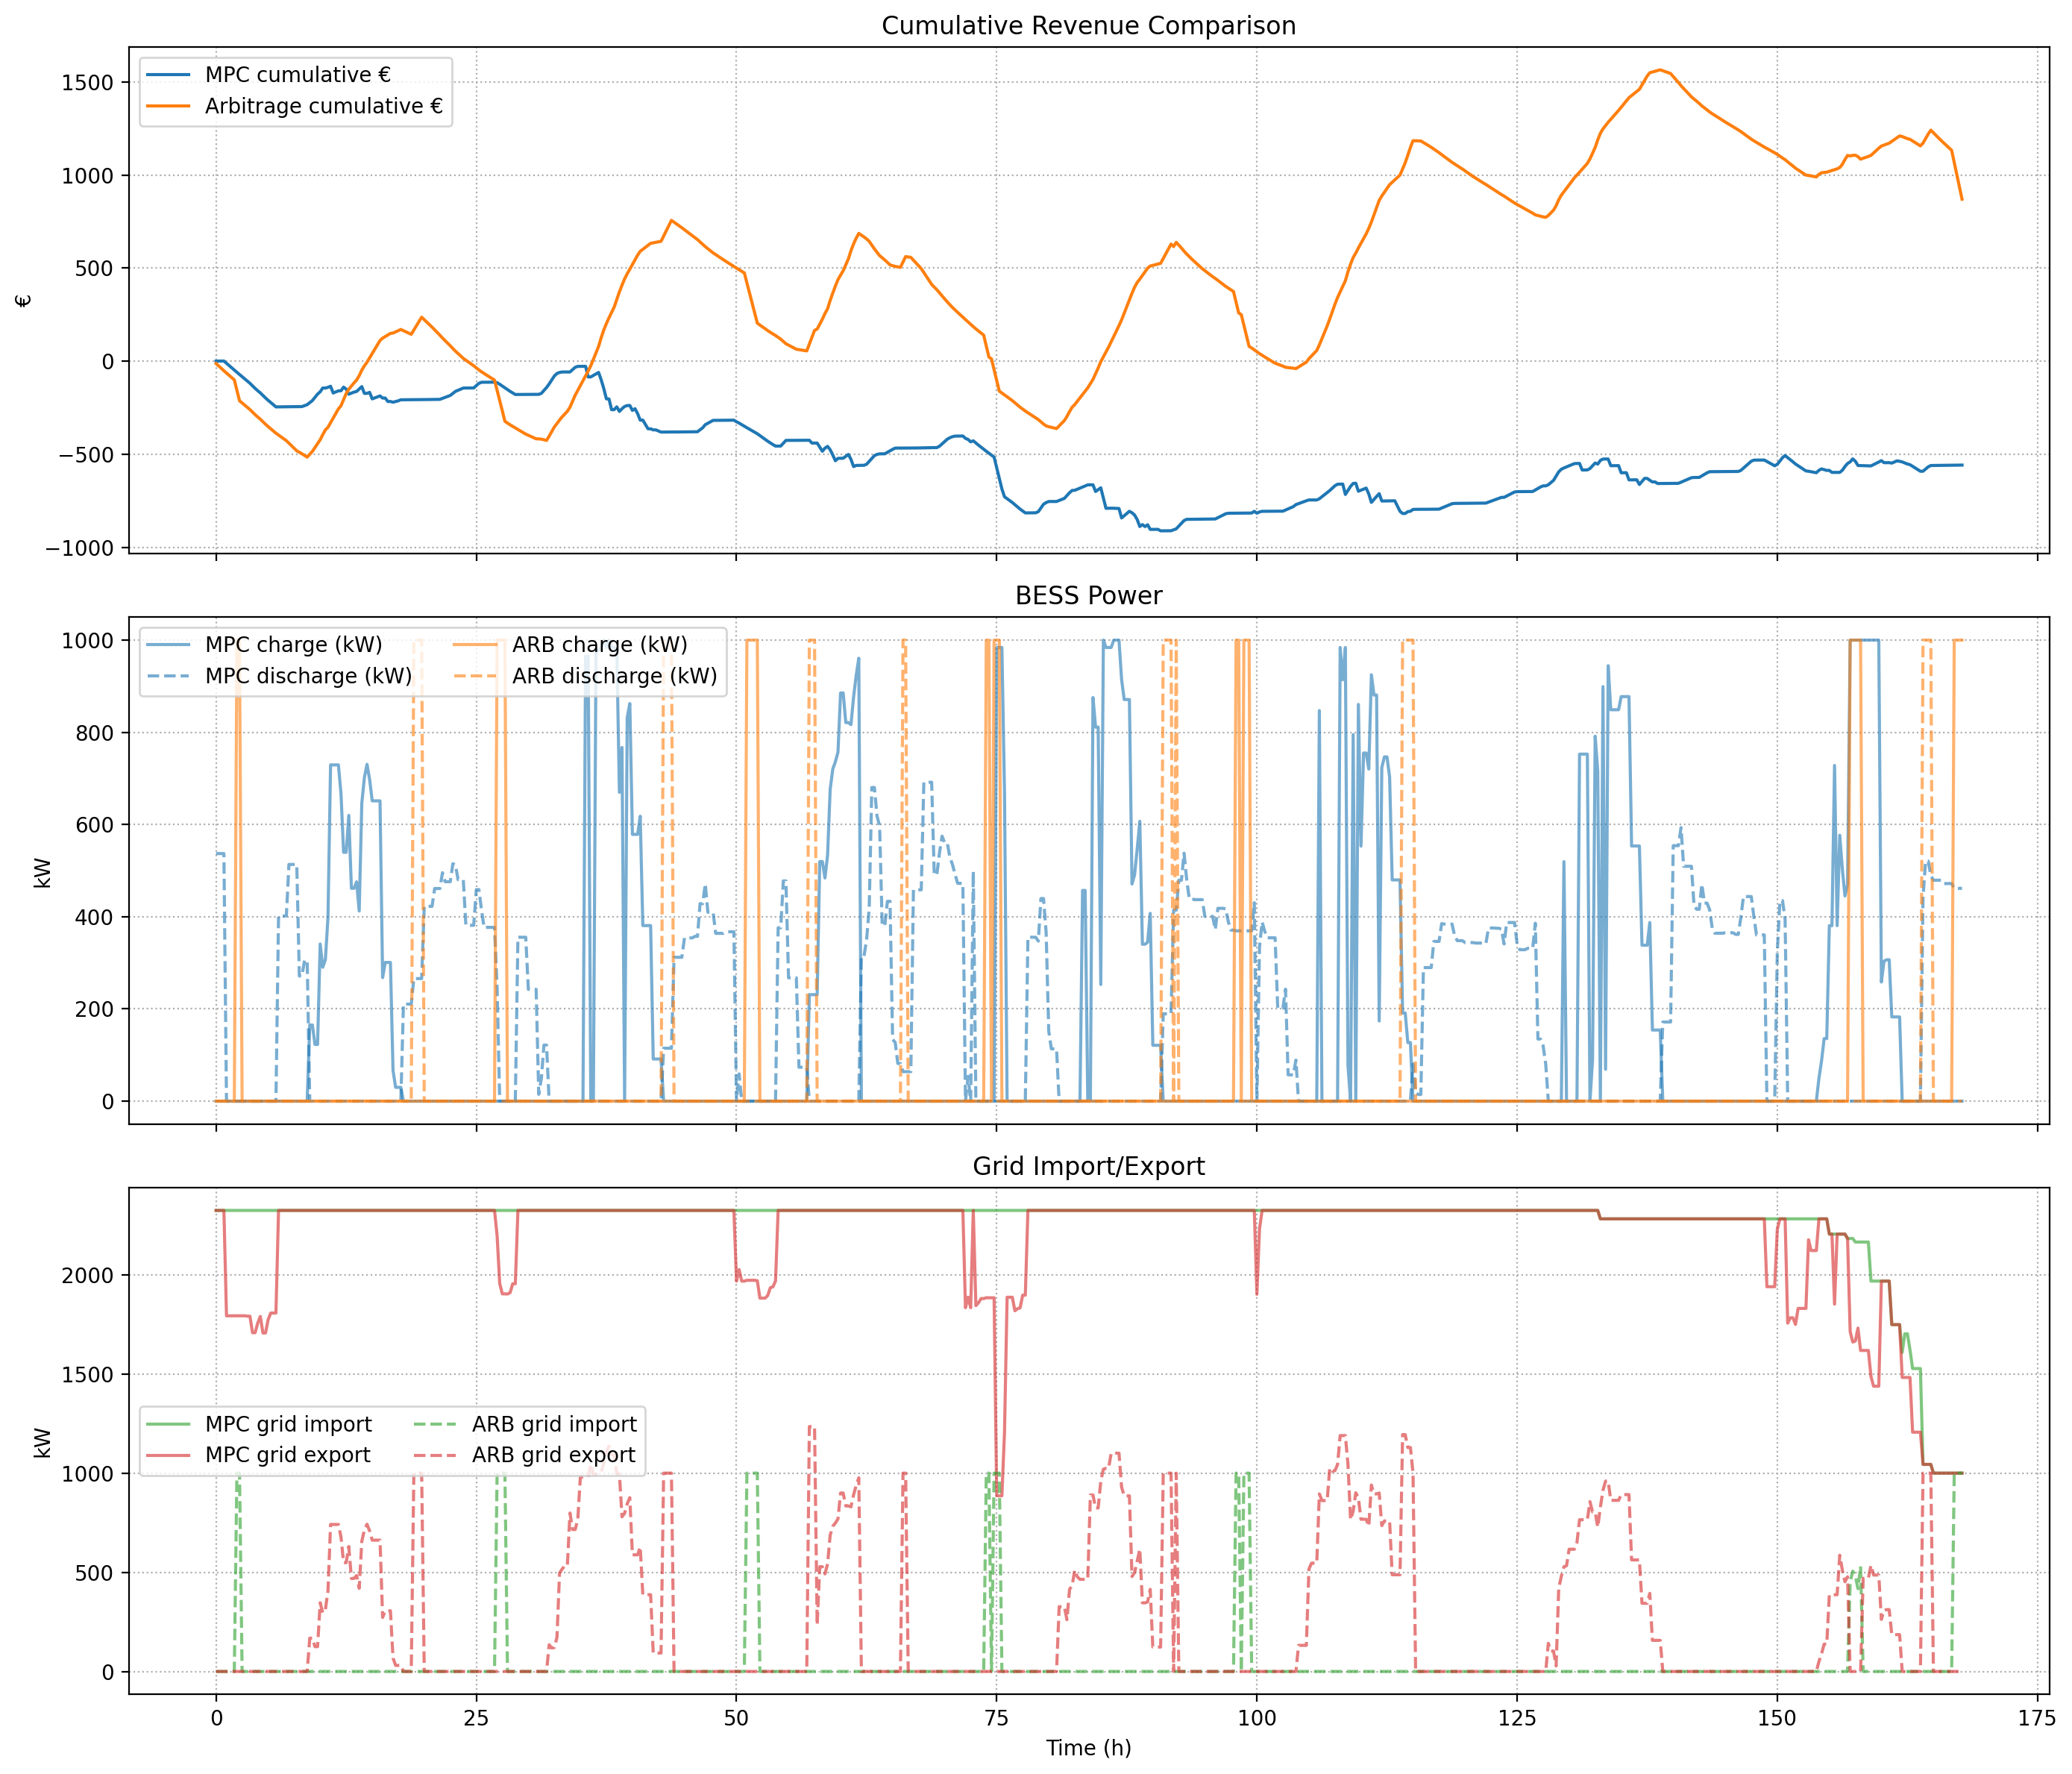 Cumulative Revenue Comparison
MPC cumulative €
Arbitrage cumulative €
€
1500
1000
500
0
−500
−1000
BESS Power
MPC charge (kW)
MPC discharge (kW)
ARB charge (kW)
ARB discharge (kW)
kW
1000
800
600
400
200
0
Grid Import/Export
MPC grid import
MPC grid export
ARB grid import
ARB grid export
kW
2000
1500
1000
500
0
0 25 50 75 100 125 150 175
Time (h)